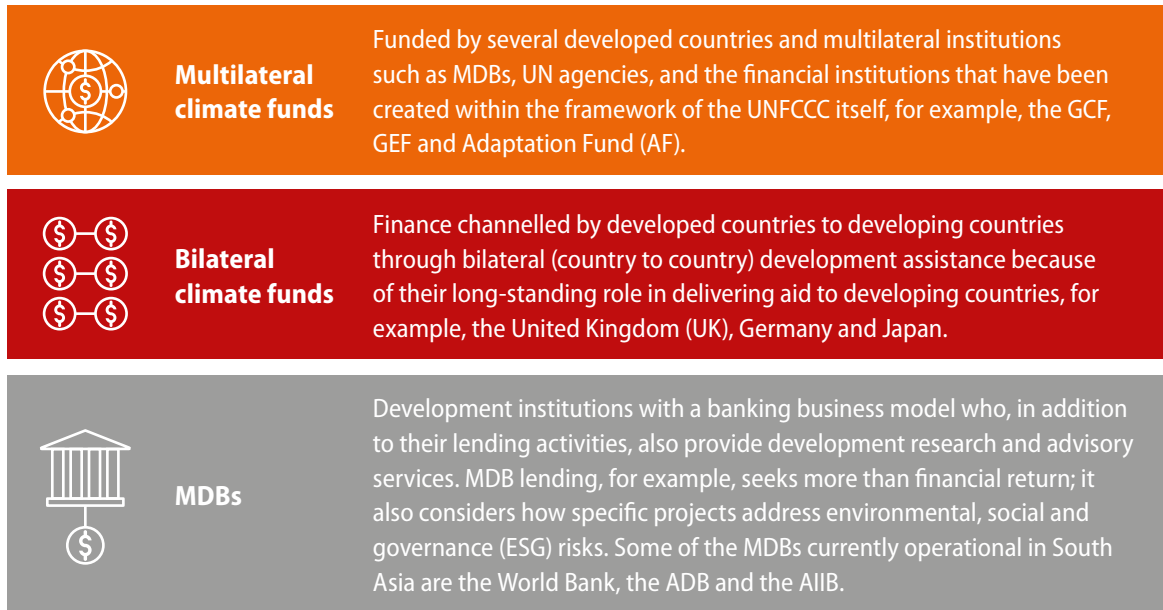 Multilateral
climate funds
Funded by several developed countries and multilateral institutions
such as MDBs, UN agencies, and the financial institutions that have been
created within the framework of the UNFCCC itself, for example, the GCF,
GEF and Adaptation Fund (AF).
Bilateral
climate funds
Finance channelled by developed countries to developing countries
through bilateral (country to country) development assistance because
of their long-standing role in delivering aid to developing countries, for
example, the United Kingdom (UK), Germany and Japan.
MDBs
Development institutions with a banking business model who, in addition
to their lending activities, also provide development research and advisory
services. MDB lending, for example, seeks more than financial return; it
also considers how specific projects address environmental, social and
governance (ESG) risks. Some of the MDBs currently operational in South
Asia are the World Bank, the ADB and the AIIB.